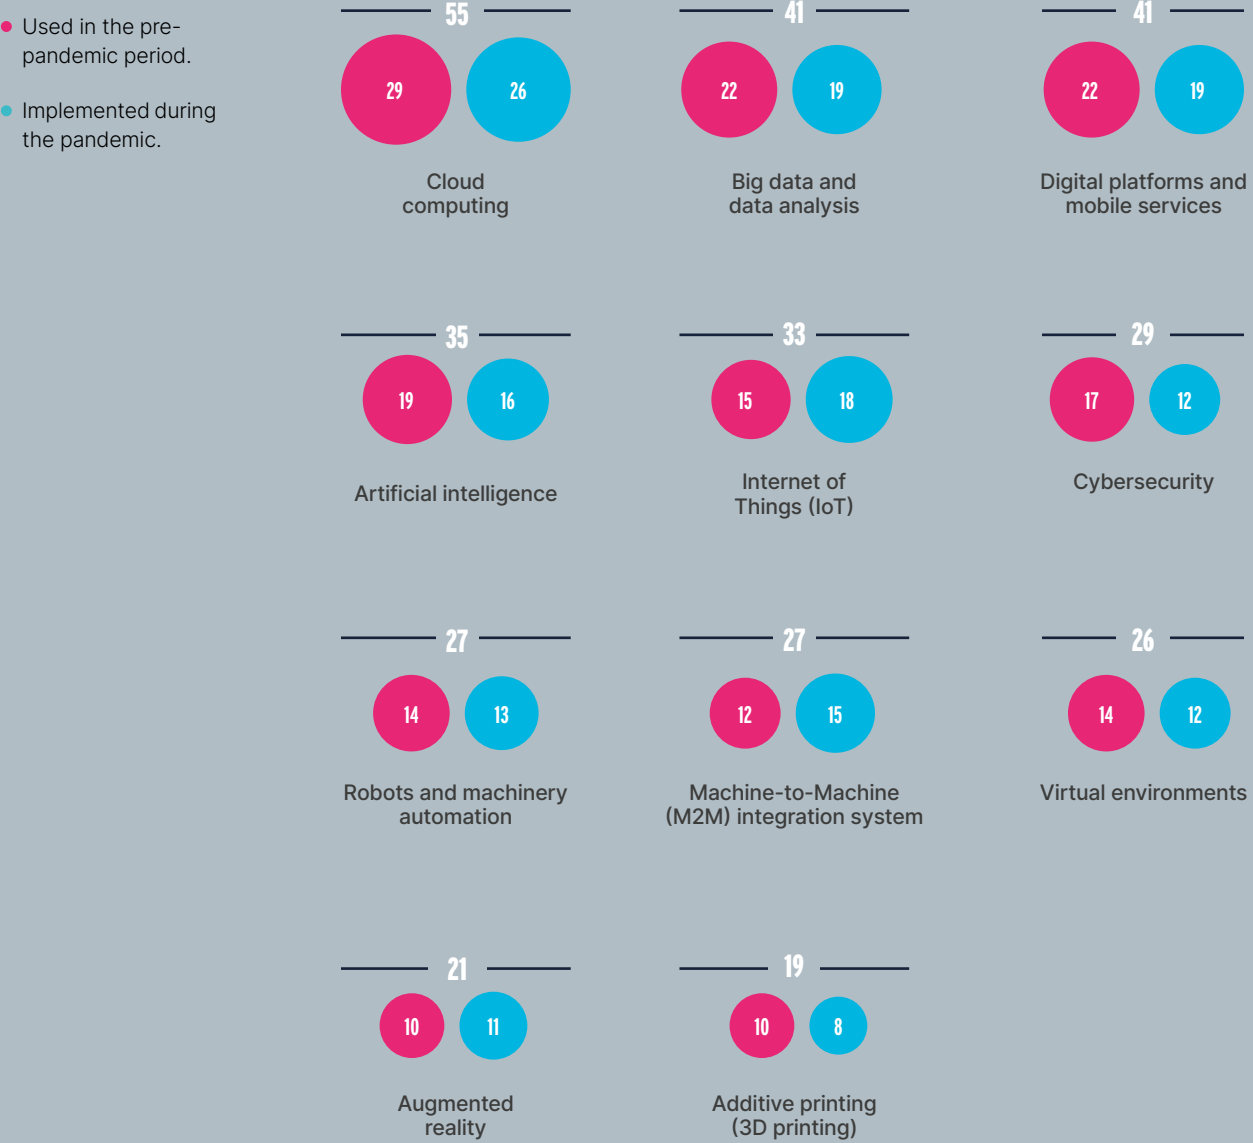 Used in the pre-
pandemic period.
Implemented during
the pandemic.
55
29
26
Cloud
computing
41
22
19
Big data and
data analysis
41
22
19
Digital platforms and
mobile services
35
19
16
Artificial intelligence
33
15
18
Internet of
Things (IoT)
29
17
12
Cybersecurity
27
14
13
Robots and machinery
automation
27
12
15
Machine-to-Machine
(M2M) integration system
26
14
12
Virtual environments
21
10
11
Augmented
reality
19
10
8
Additive printing
(3D printing)